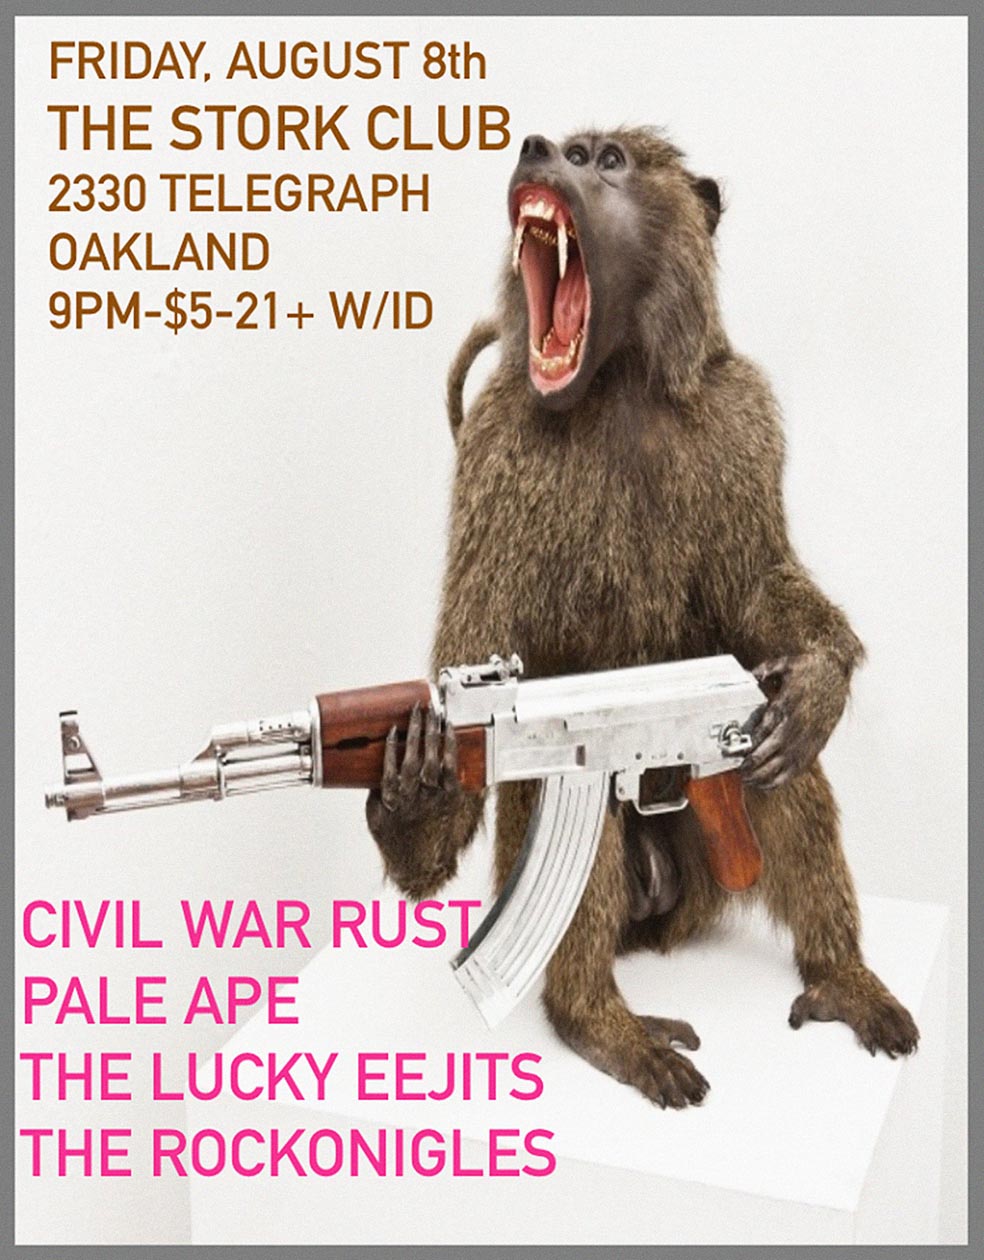 FRIDAY, AUGUST 8th
THE STORK CLUB
2330 TELEGRAPH
OAKLAND
9PM-$5-21+ W/ID
CIVIL WAR RUST
PALE APE
THE LUCKY EEJITS
THE ROCKONIGLES